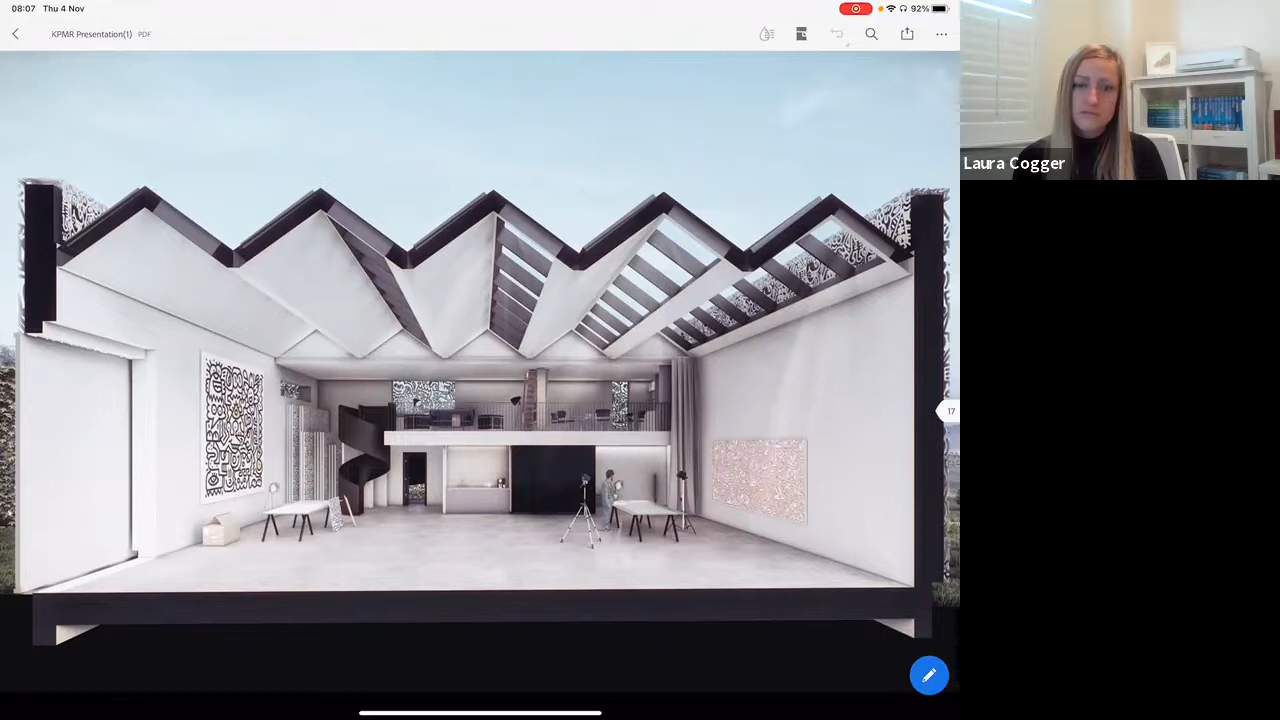 08:07 Thu 4 Nov
92%
KPMR Presentation(1) PDF
Laura Cogger
17